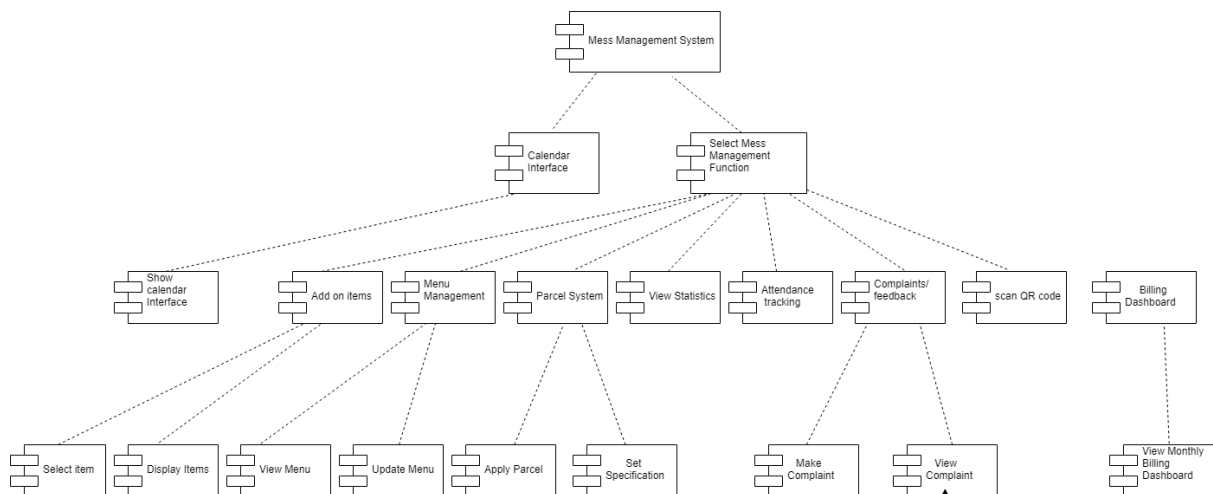 Mess Management System
Calendar
Interface
Select Mess
Management
Function
Show
calendar
Interface
Add on items
Menu
Management
Parcel System
View Statistics
Attendance
tracking
Complaints/
feedback
scan QR code
Billing
Dashboard
Select item
Display Items
View Menu
Update Menu
Apply Parcel
Set
Specification
Make
Complaint
View
Complaint
View Monthly
Billing
Dashboard